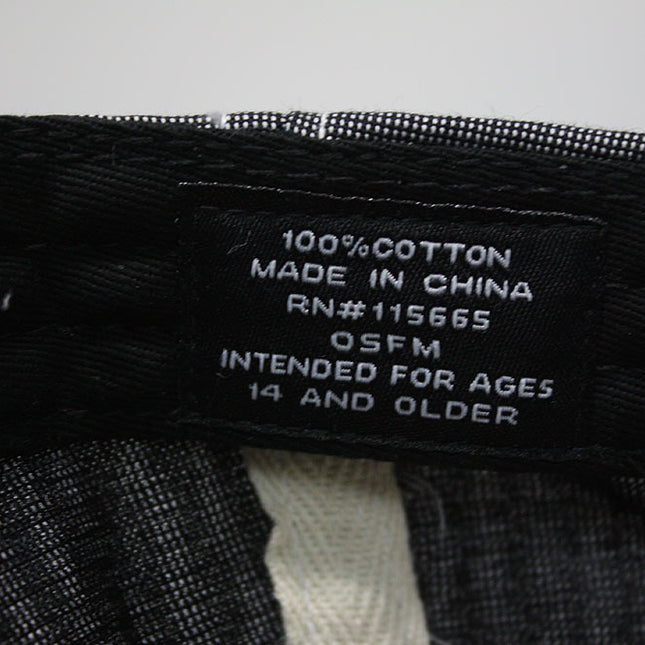 100%COTTON
MADE IN CHINA
RN#115665
OSFM
INTENDED FOR AGES
14 AND OLDER